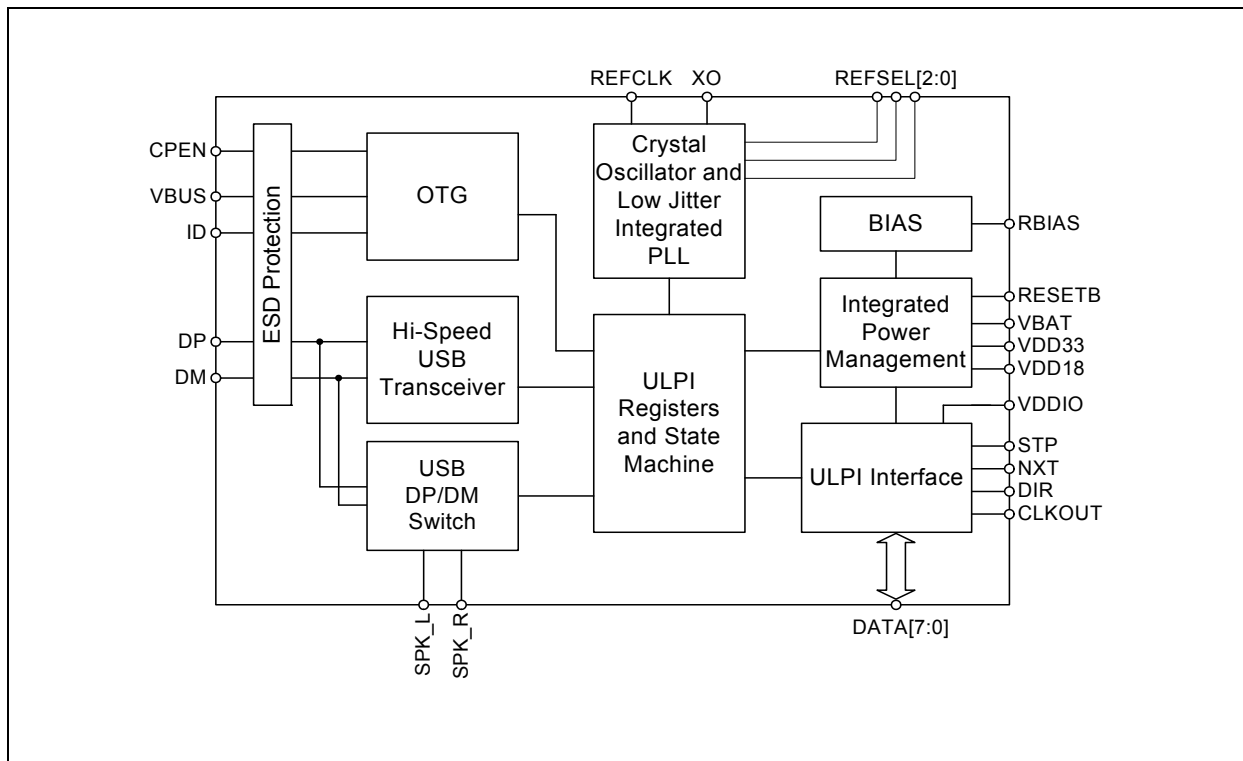 REFCLK
XO
REFSEL[2:0]
CPEN
VBUS
ID
DP
DM
ESD Protection
OTG
Hi-Speed
USB
Transceiver
USB
DP/DM
Switch
SPK_L
SPK_R
Crystal
Oscillator and
Low Jitter
Integrated
PLL
ULPI
Registers
and State
Machine
BIAS
RBIAS
Integrated
Power
Management
RESETB
VBAT
VDD33
VDD18
VDDIO
ULPI Interface
STP
NXT
DIR
CLKOUT
DATA[7:0]